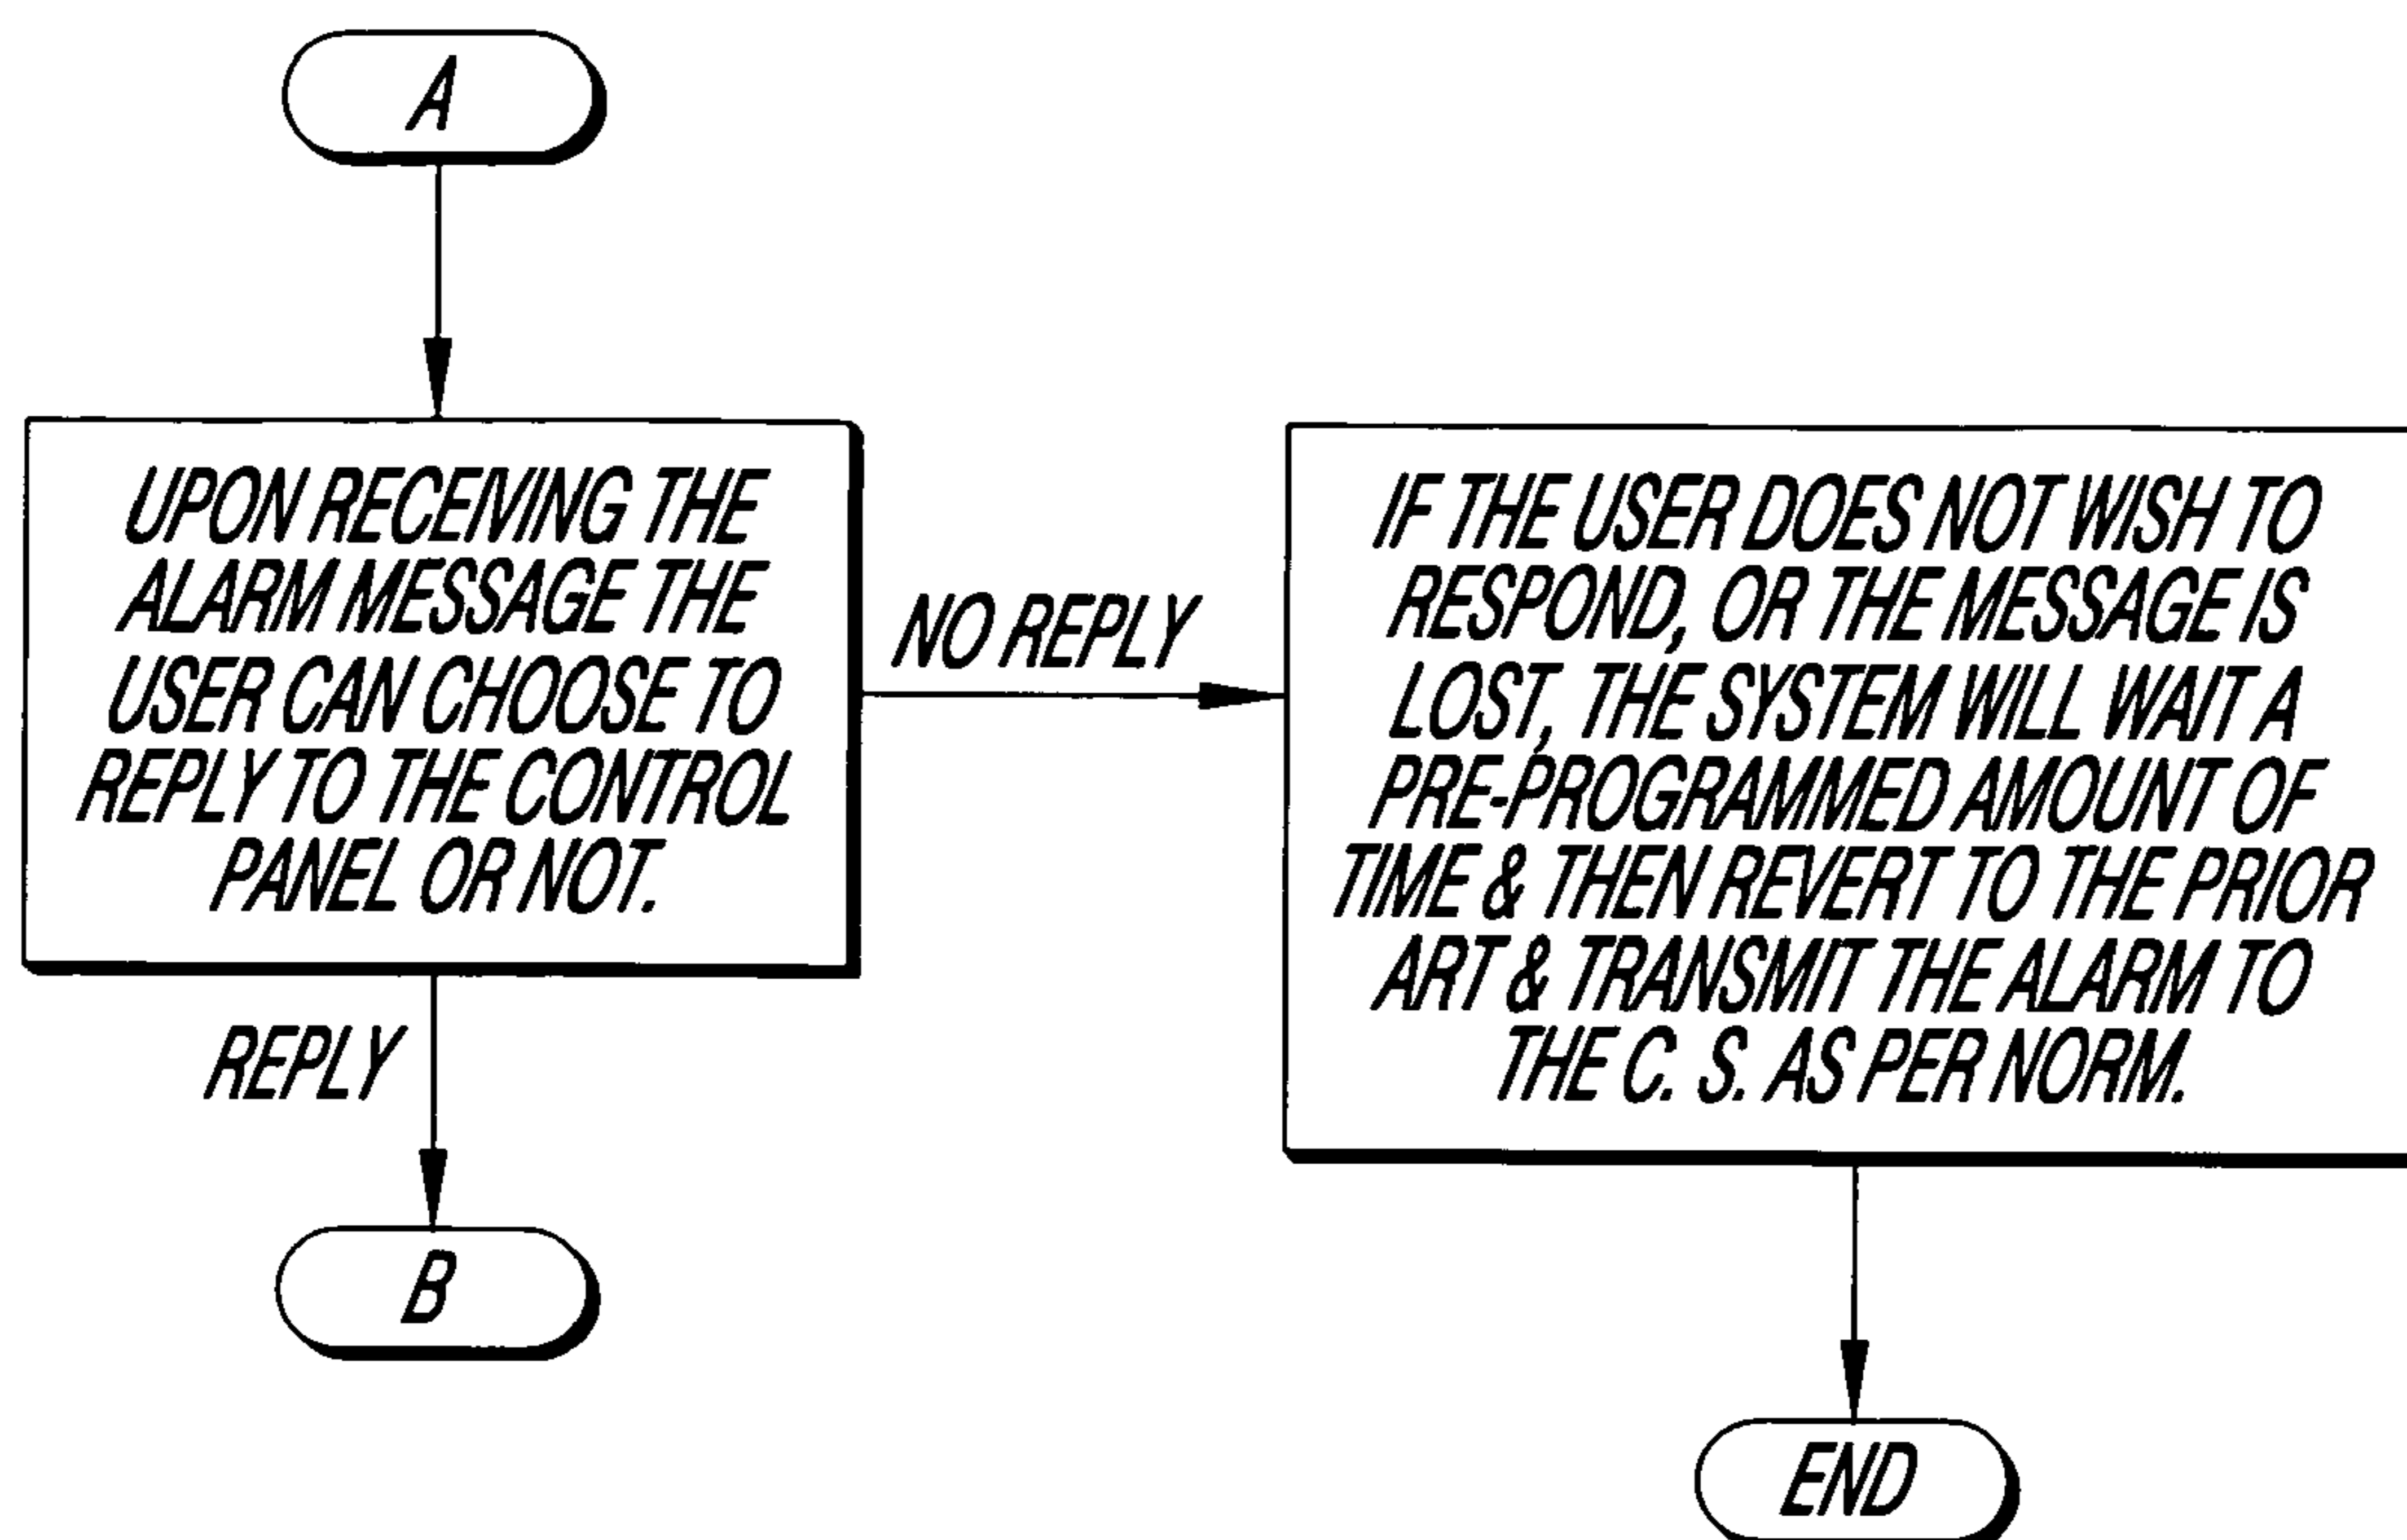 A
UPON RECEIVING THE
ALARM MESSAGE THE
USER CAN CHOOSE TO
REPLY TO THE CONTROL
PANEL OR NOT.
NO REPLY
IF THE USER DOES NOT WISH TO
RESPOND, OR THE MESSAGE IS
LOST, THE SYSTEM WILL WAIT A
PRE-PROGRAMMED AMOUNT OF
TIME & THEN REVERT TO THE PRIOR
ART & TRANSMIT THE ALARM TO
THE C. S. AS PER NORM.
REPLY
B
END